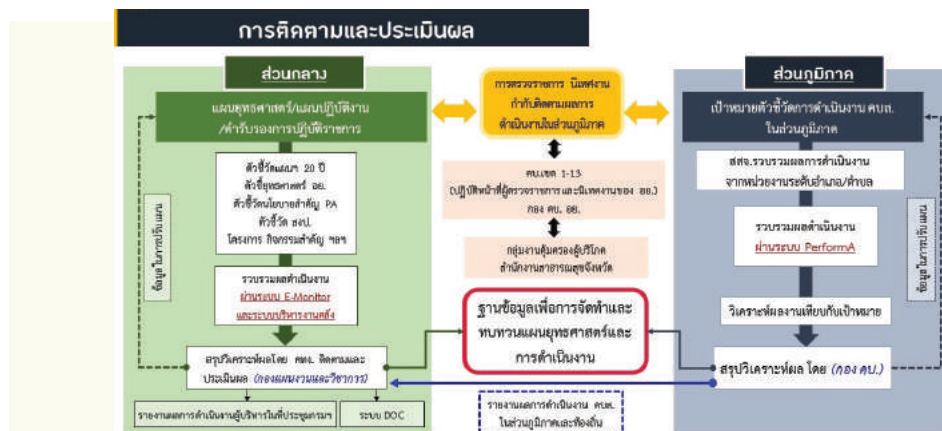 การติดตามและประเมินผล
ส่วนกลาง
แผนยุทธศาสตร์/แผนปฏิบัติงาน
/คำรับรองการปฏิบัติราชการ
ตัวชี้วัดแผนฯ 20 ปี
ตัวชี้ยุทธศาสตร์ อย.
ตัวชี้วัดนโยบายสำคัญ PA
ตัวชี้วัด สงป.
โครงการ กิจกรรมสำคัญ ฯลฯ
รวบรวมผลดำเนินงาน
ผ่านระบบ E-Monitor
และระบบบริหารงานคลัง
สรุปวิเคราะห์ผลโดย คทง. ติดตามและ
ประเมินผล (กองแผนงานและวิชาการ)
รายงานผลการดำเนินงานผู้บริหารในที่ประชุมกรมฯ
ระบบ DOC
ข้อมูลในการปรับแผน
การตรวจราชการ นิเทศงาน
กำกับติดตามผลการ
ดำเนินงานในส่วนภูมิภาค
คบ.เขต 1-13
(ปฏิบัติหน้าที่ผู้ตรวจราชการและนิเทศงานของ อย.)
กอง คบ. อย.
กลุ่มงานคุ้มครองผู้บริโภค
สำนักงานสาธารณสุขจังหวัด
ฐานข้อมูลเพื่อการจัดทำและ
ทบทวนแผนยุทธศาสตร์และ
การดำเนินงาน
รายงานผลการดำเนินงาน คบส.
ในส่วนภูมิภาคและท้องถิ่น
ส่วนภูมิภาค
เป้าหมายตัวชี้วัดการดำเนินงาน คบส.
ในส่วนภูมิภาค
สสจ.รวบรวมผลการดำเนินงาน
จากหน่วยงานระดับอำเภอ/ตำบล
รวบรวมผลดำเนินงาน
ผ่านระบบ PerformA
วิเคราะห์ผลงานเทียบกับเป้าหมาย
สรุปวิเคราะห์ผล โดย (กอง คบ.)
ข้อมูลในการปรับแผน